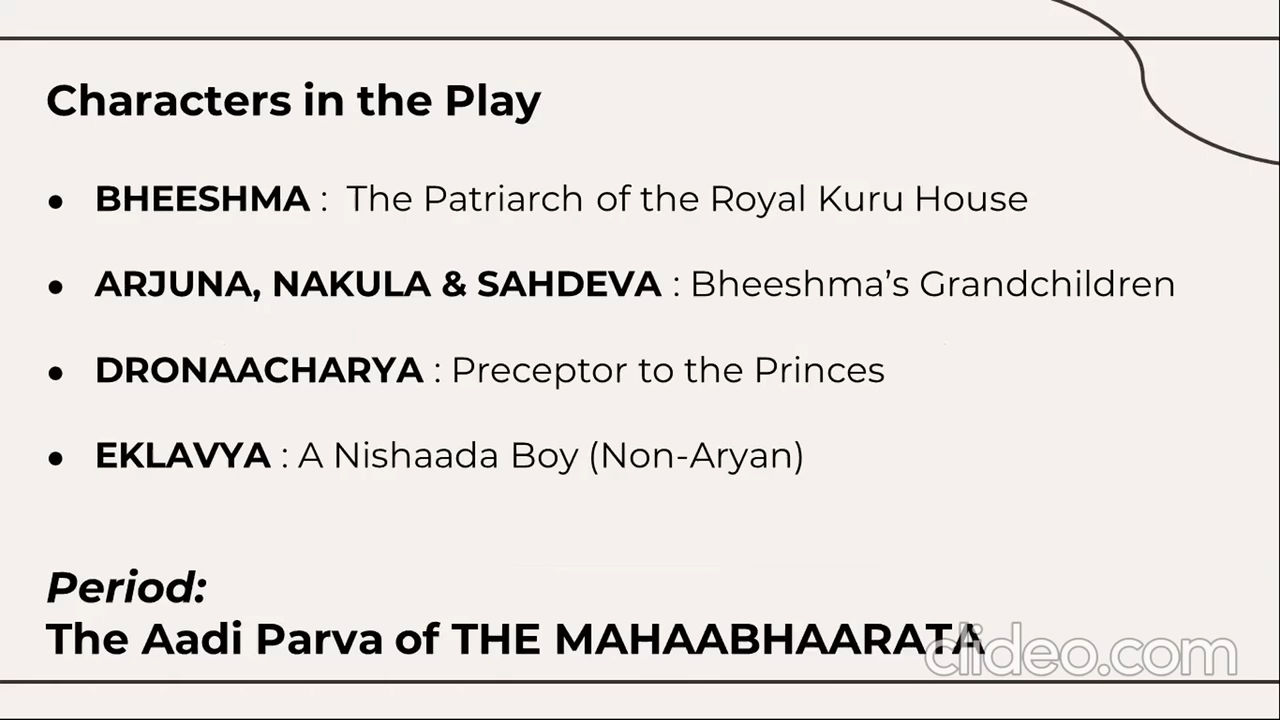 Characters in the Play
● BHEESHMA :  The Patriarch of the Royal Kuru House
● ARJUNA, NAKULA & SAHDEVA : Bheeshma’s Grandchildren
● DRONAACHARYA : Preceptor to the Princes
● EKLAVYA : A Nishaada Boy (Non-Aryan)
Period:
The Aadi Parva of THE MAHAABHAARATA
clideo.com